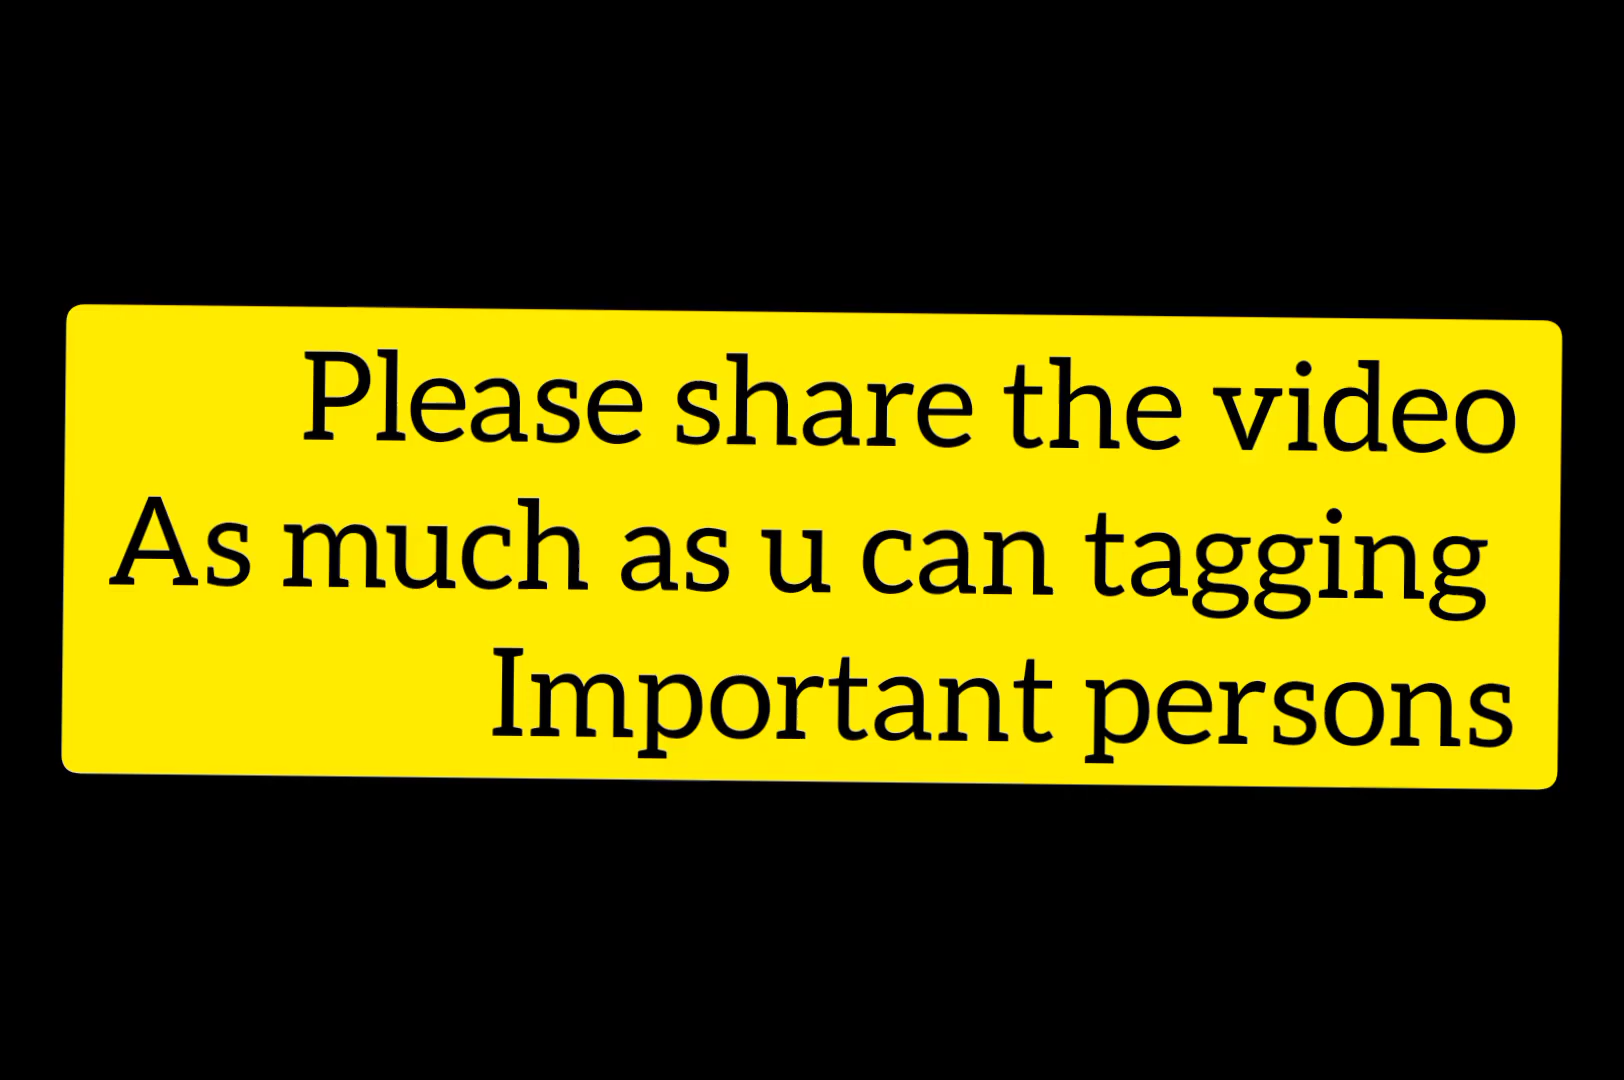 Please share the video
As much as u can tagging
Important persons